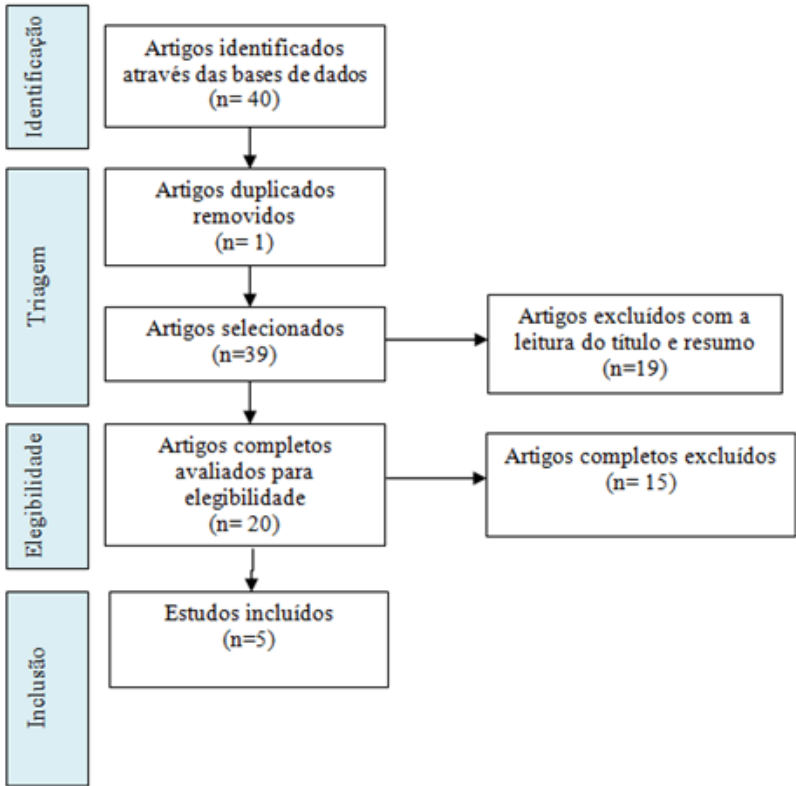 Identificação
Artigos identificados
através das bases de dados
(n= 40)
Triagem
Artigos duplicados
removidos
(n= 1)
Artigos selecionados
(n=39)
Artigos excluídos com a
leitura do título e resumo
(n=19)
Elegibilidade
Artigos completos
avaliados para
elegibilidade
(n= 20)
Artigos completos excluídos
(n= 15)
Inclusão
Estudos incluídos
(n=5)